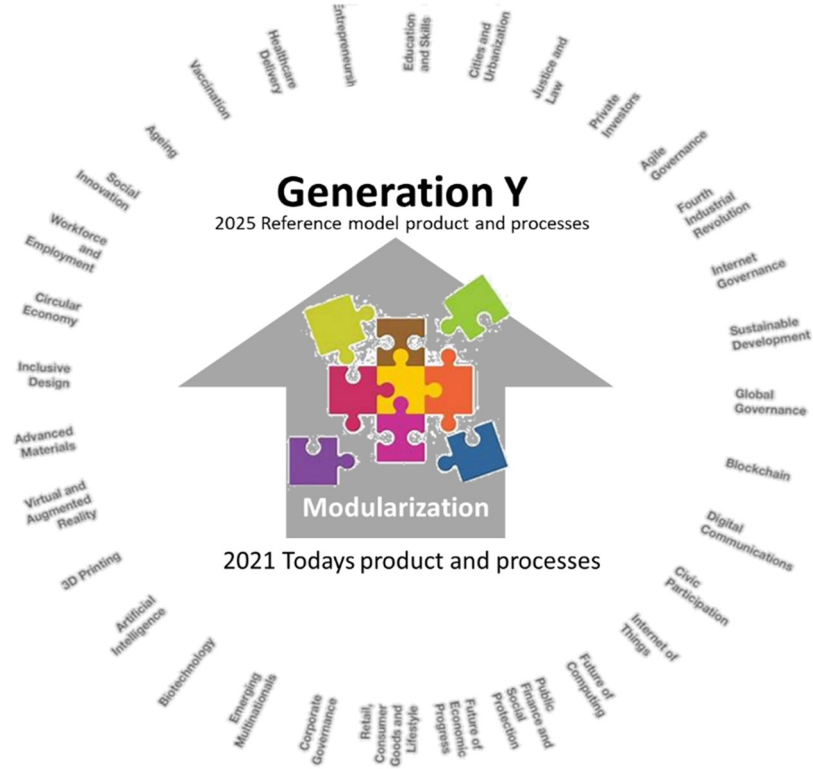 Generation Y
2025 Reference model product and processes
Modularization
2021 Todays product and processes
Entrepreneursh
Education
and Skills
Cities and
Urbanization
Justice and
Law
Private
Investors
Agile
Governance
Fourth
Industrial
Revolution
Internet
Governance
Sustainable
Development
Global
Governance
Blockchain
Digital
Communications
Civic
Participation
Internet of
Things
Future of
Computing
Public
Finance and
Social
Protection
Future of
Economic
Progress
Retail,
Consumer
Goods and
Lifestyle
Corporate
Governance
Emerging
Multinationals
Biotechnology
Artificial
Intelligence
3D Printing
Virtual and
Augmented
Reality
Advanced
Materials
Inclusive
Design
Circular
Economy
Workforce
and
Employment
Social
Innovation
Ageing
Vaccination
Healthcare
Delivery